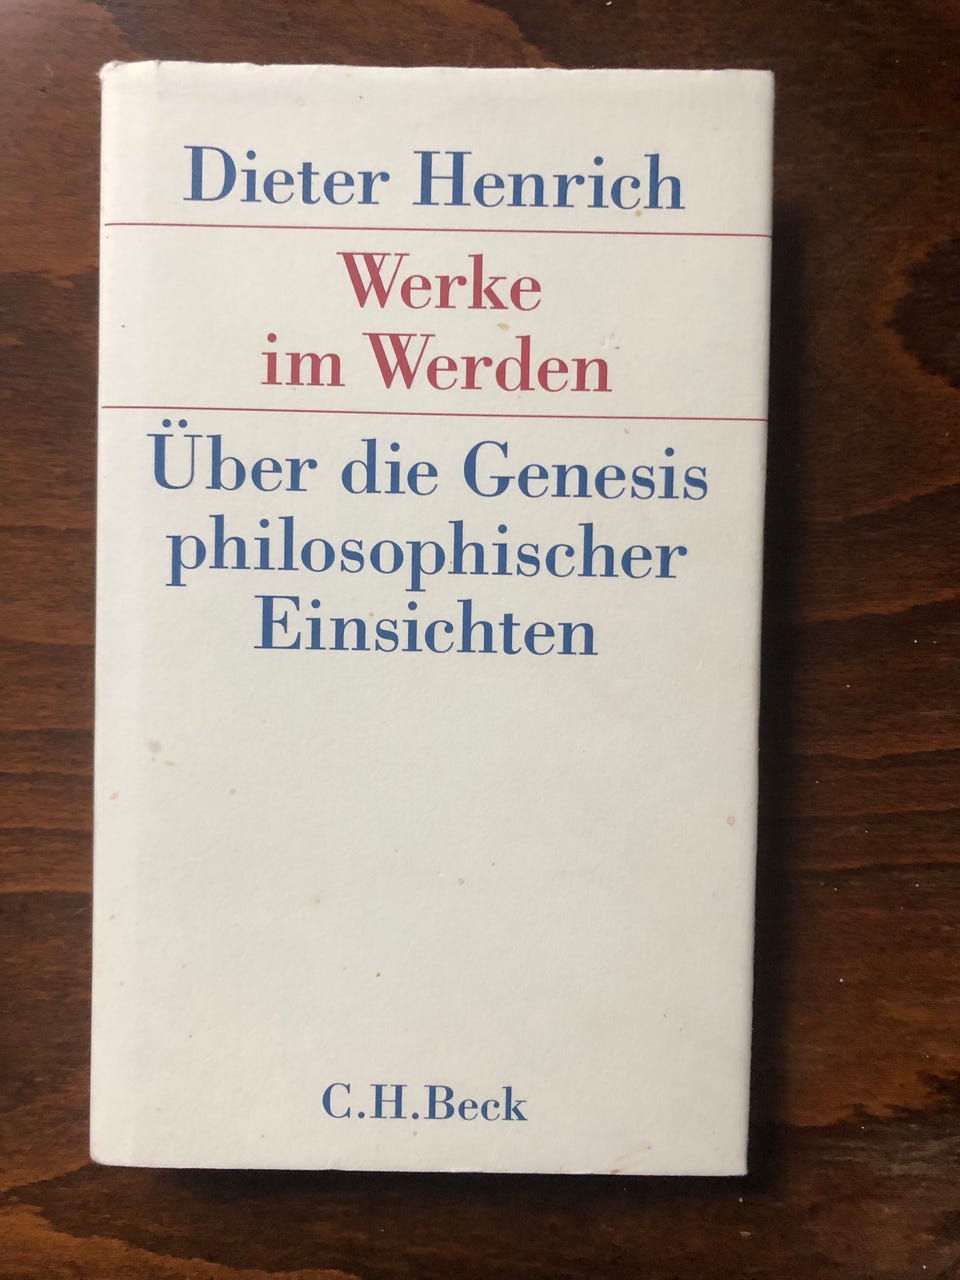 Dieter Henrich
Werke
im Werden
Über die Genesis
philosophischer
Einsichten
C.H.Beck